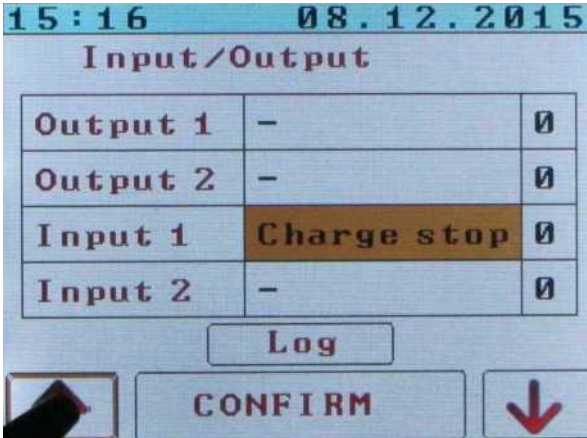 15:16 08.12.2015
Input/Output
Output 1 - 0
Output 2 - 0
Input 1 Charge stop 0
Input 2 - 0
Log
CONFIRM